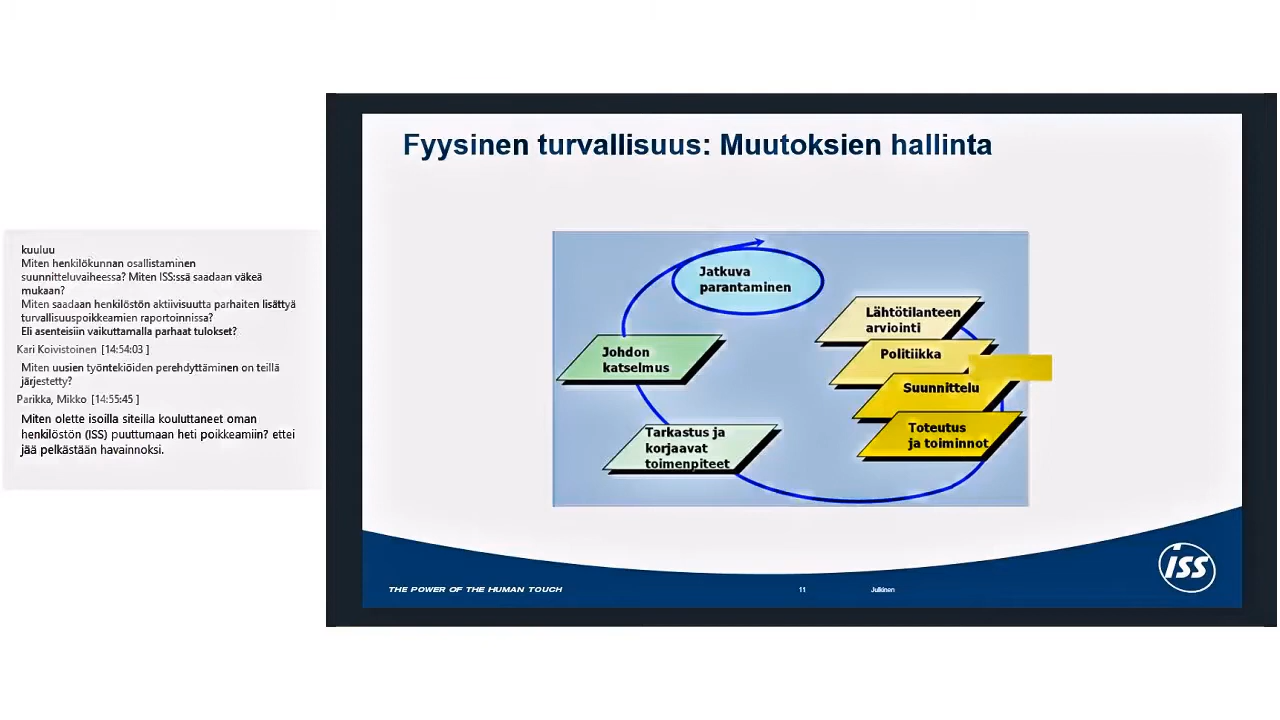 kuuluu
Miten henkilökunnan osallistaminen
suunnitteluvaiheessa? Miten ISS:ssä saadaan väkeä
mukaan?
Miten saadaan henkilöstön aktiivisuutta parhaiten lisättyä
turvallisuuspoikkeamien raportoinnissa?
Eli asenteisiin vaikuttamalla parhaat tulokset?
Kari Koivistoinen [14:54:03 ]
Miten uusien työntekiöiden perehdyttäminen on teillä
järjestetty?
Parikka, Mikko [14:55:45 ]
Miten olette isoilla siteilla kouluttaneet oman
henkilöstön (ISS) puuttumaan heti poikkeamiin? ettei
jää pelkästään havainnoksi.
Fyysinen turvallisuus: Muutoksien hallinta
Jatkuva
parantaminen
Lähtötilanteen
arviointi
Politiikka
Suunnittelu
Toteutus
ja toiminnot
Johdon
katselmus
Tarkastus ja
korjaavat
toimenpiteet
THE POWER OF THE HUMAN TOUCH
11
Julkinen
ISS